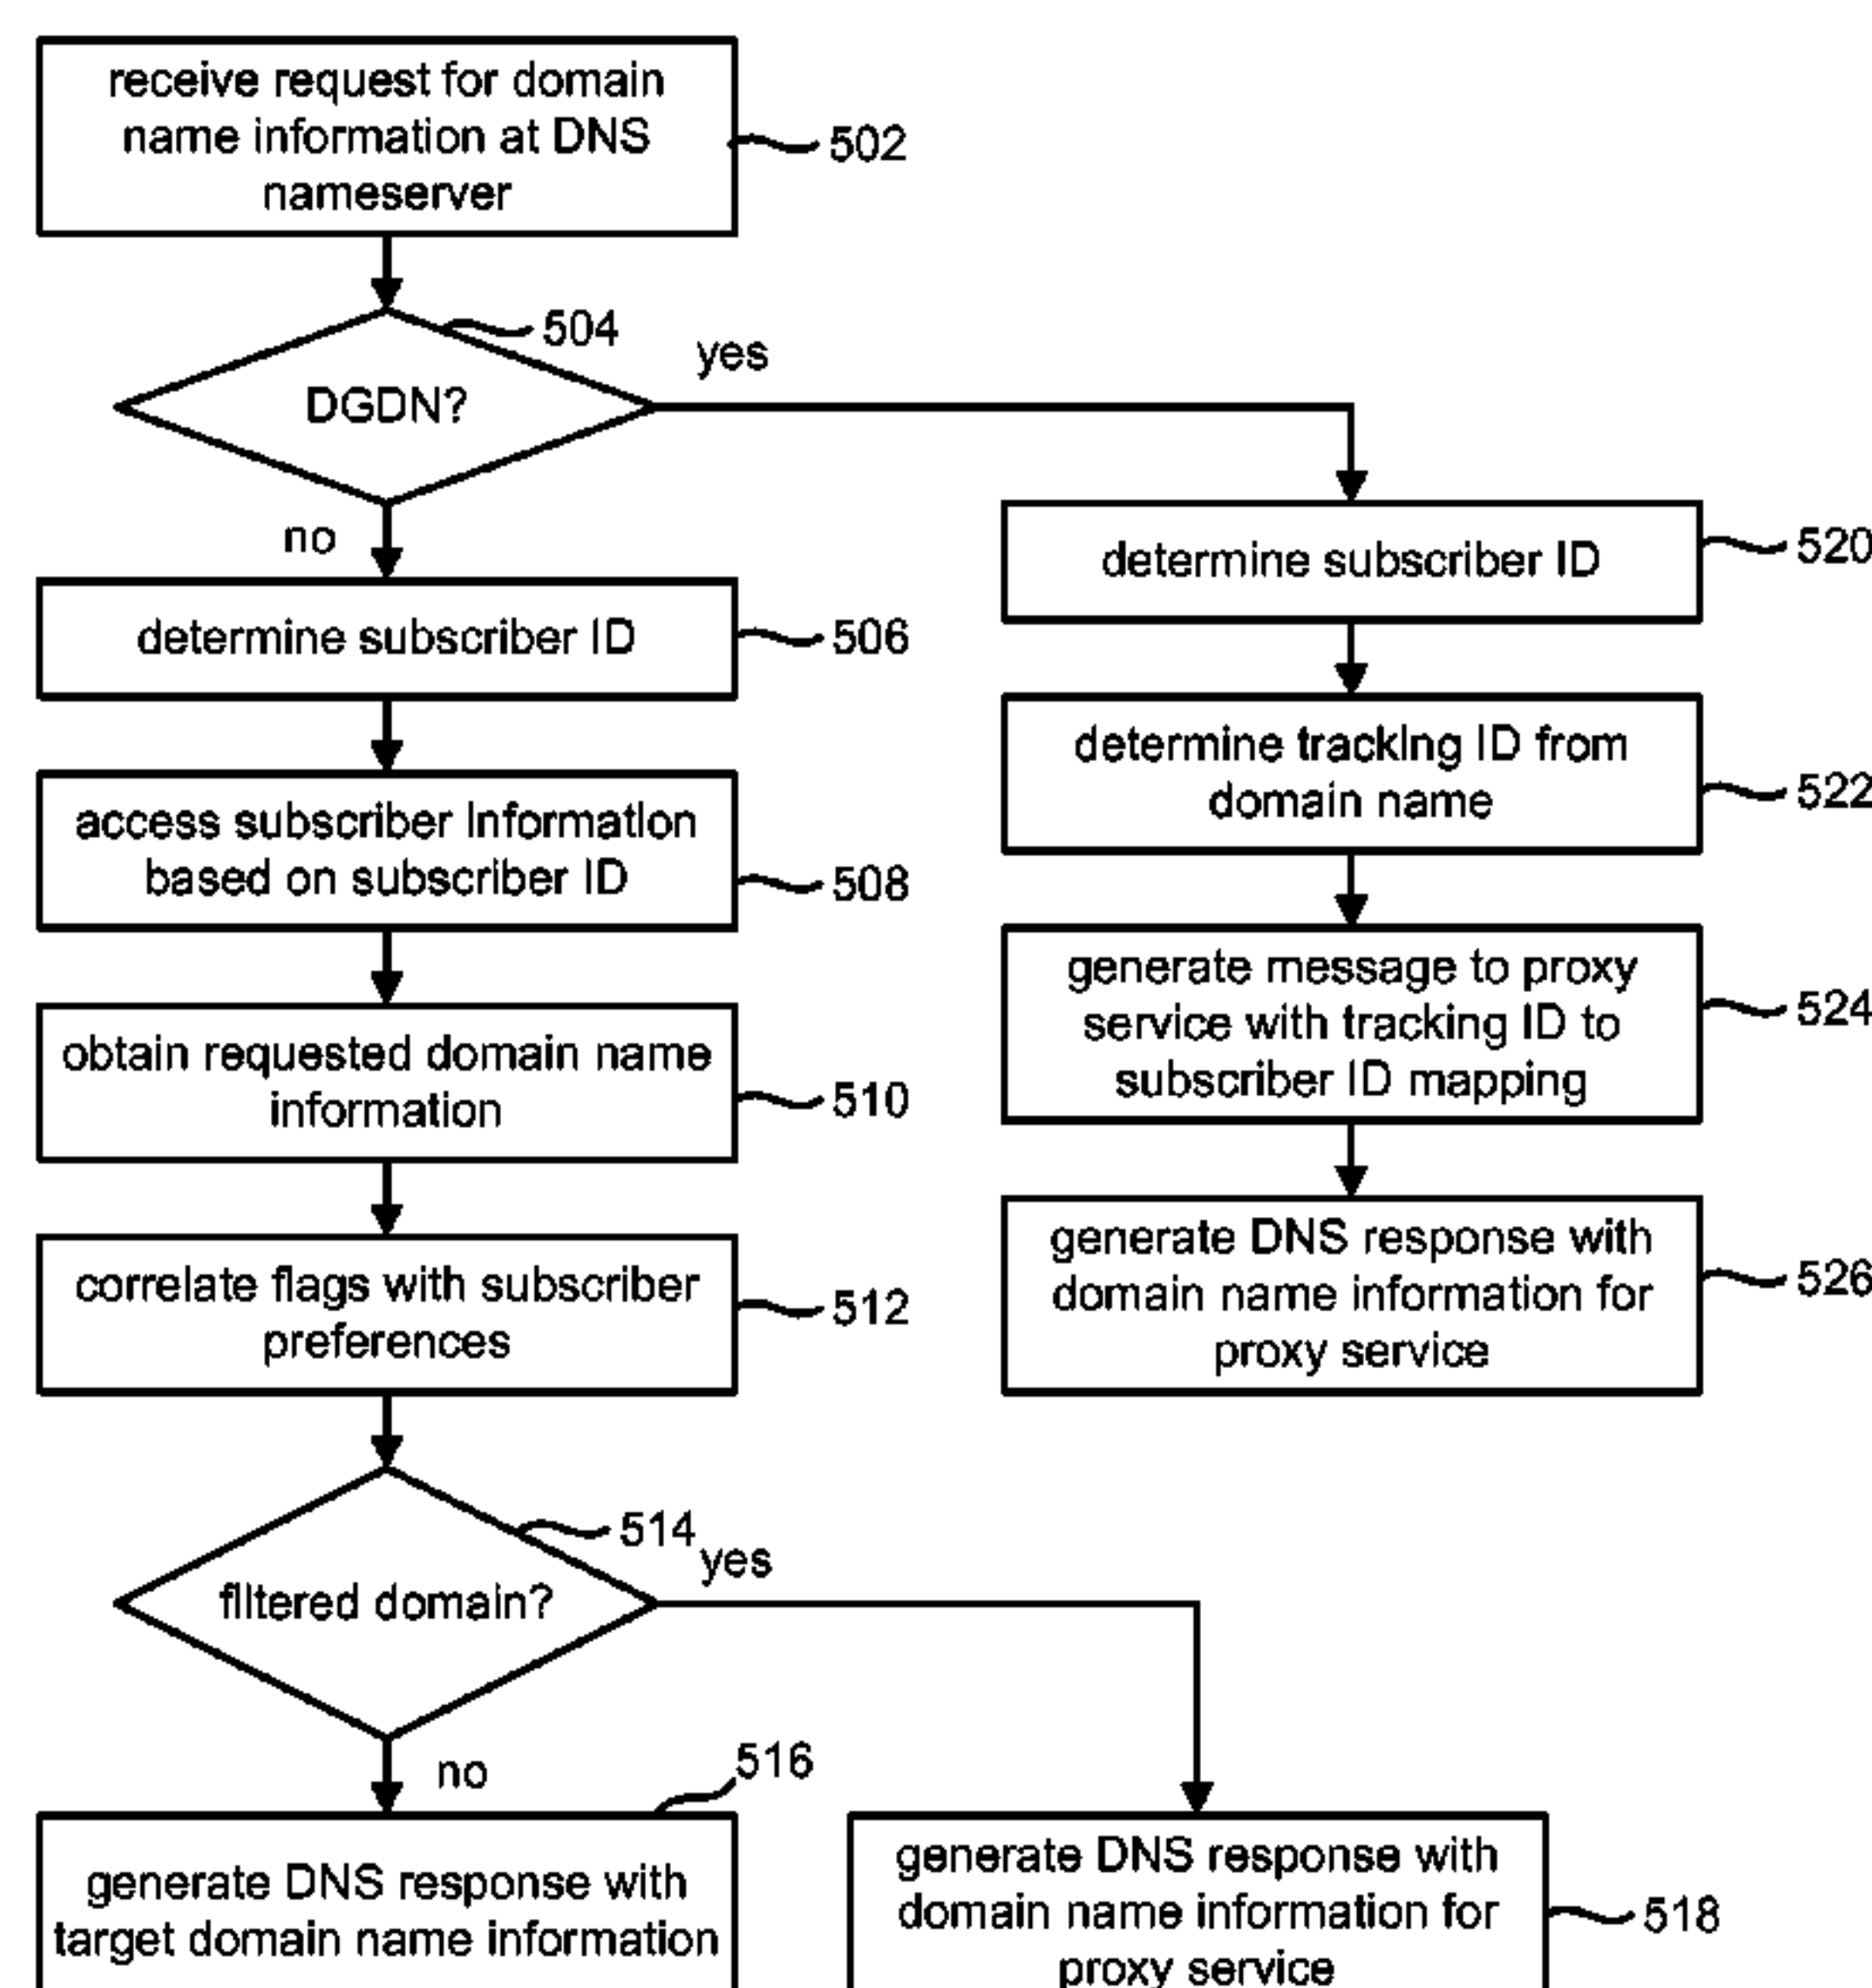 receive request for domain
name information at DNS
nameserver
502
504
DGDN?
yes
no
determine subscriber ID
506
access subscriber Information
based on subscriber ID
508
obtain requested domain name
information
510
correlate flags with subscriber
preferences
512
514
filtered domain?
yes
no
516
generate DNS response with
target domain name information
generate DNS response with
domain name information for
proxy service
518
determine subscriber ID
520
determine tracking ID from
domain name
522
generate message to proxy
service with tracking ID to
subscriber ID mapping
524
generate DNS response with
domain name information for
proxy service
526